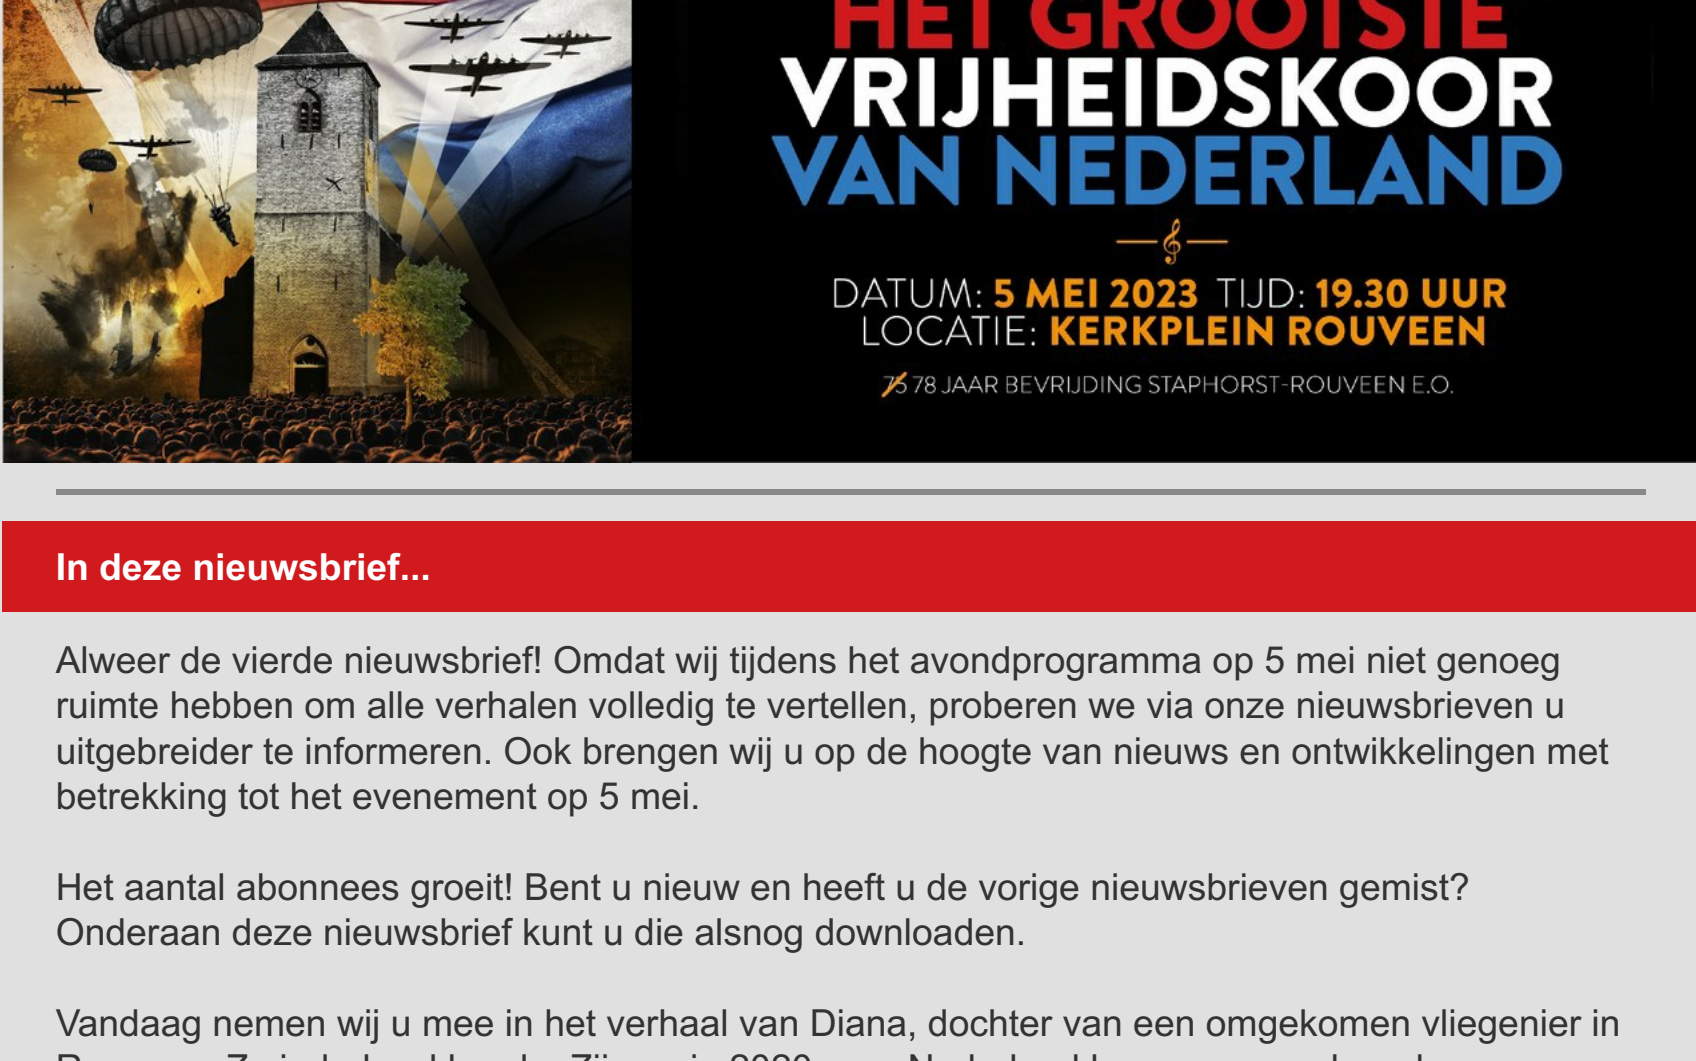 HET GROOTSTE
VRIJHEIDSKOOR
VAN NEDERLAND
DATUM: 5 MEI 2023 TIJD: 19.30 UUR
LOCATIE: KERKPLEIN ROUVEEN
75 78 JAAR BEVRIJDING STAPHORST-ROUVEEN E.O.
In deze nieuwsbrief...
Alweer de vierde nieuwsbrief! Omdat wij tijdens het avondprogramma op 5 mei niet genoeg
ruimte hebben om alle verhalen volledig te vertellen, proberen we via onze nieuwsbrieven u
uitgebreider te informeren. Ook brengen wij u op de hoogte van nieuws en ontwikkelingen met
betrekking tot het evenement op 5 mei.
Het aantal abonnees groeit! Bent u nieuw en heeft u de vorige nieuwsbrieven gemist?
Onderaan deze nieuwsbrief kunt u die alsnog downloaden.
Vandaag nemen wij u mee in het verhaal van Diana, dochter van een omgekomen vliegenier in